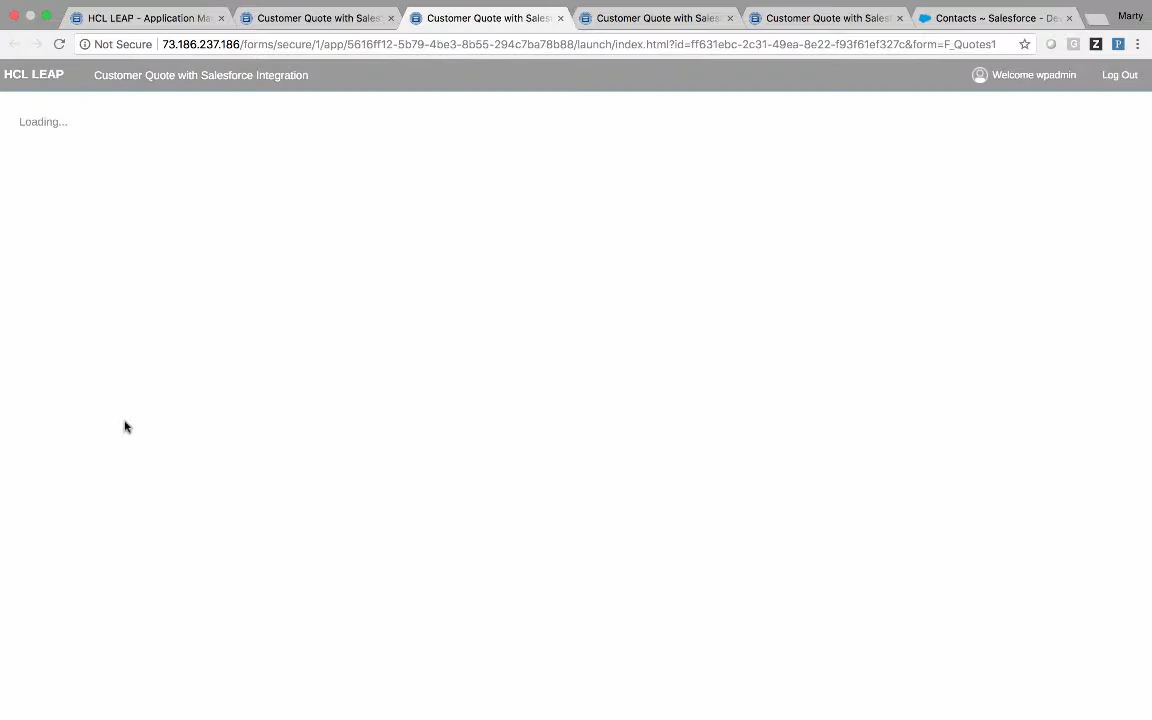 HCL LEAP - Application Ma
Customer Quote with Sales
Customer Quote with Sales
Customer Quote with Sales
Customer Quote with Sales
Contacts ~ Salesforce - De
Marty
Not Secure
73.186.237.186/forms/secure/1/app/5616ff12-5b79-4be3-8b55-294c7ba78b88/launch/index.html?id=ff631ebc-2c31-49ea-8e22-f93f61ef327c&form=F_Quotes1
G
Z
P
HCL LEAP
Customer Quote with Salesforce Integration
Welcome wpadmin
Log Out
Loading...